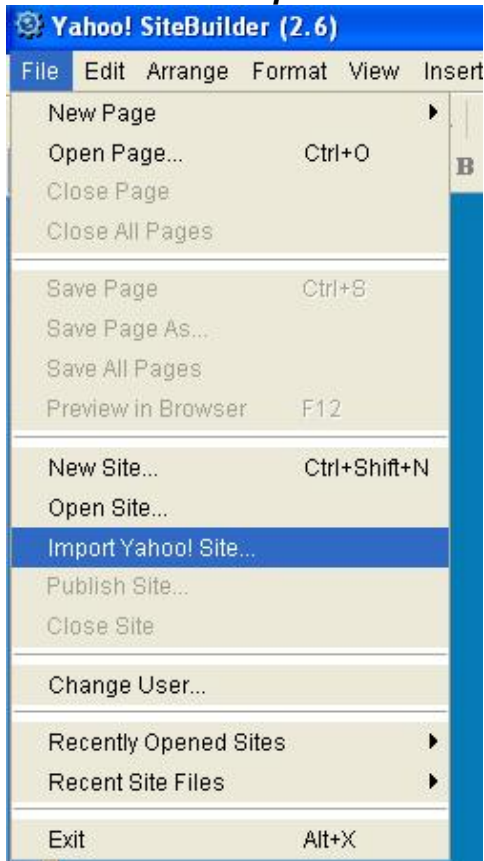 Yahoo! SiteBuilder (2.6)
File Edit Arrange Format View Insert
New Page
Open Page... Ctrl+O
B
Close Page
Close All Pages
Save Page Ctrl+S
Save Page As...
Save All Pages
Preview in Browser F12
New Site... Ctrl+Shift+N
Open Site...
Import Yahoo! Site...
Publish Site...
Close Site
Change User...
Recently Opened Sites
Recent Site Files
Exit Alt+X